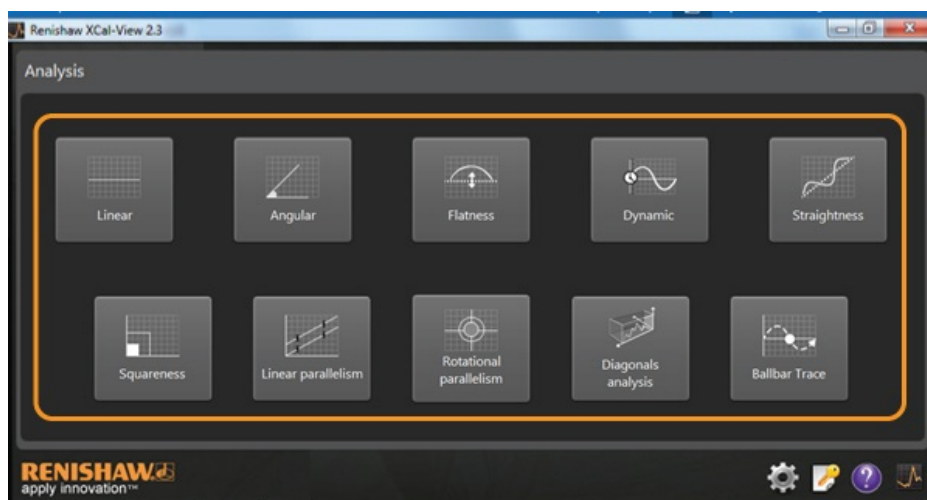 Renishaw XCal-View 2.3
Analysis
Linear
Angular
Flatness
Dynamic
Straightness
Squareness
Linear parallelism
Rotational
parallelism
Diagonals
analysis
Ballbar Trace
RENISHAW
apply innovation™
?